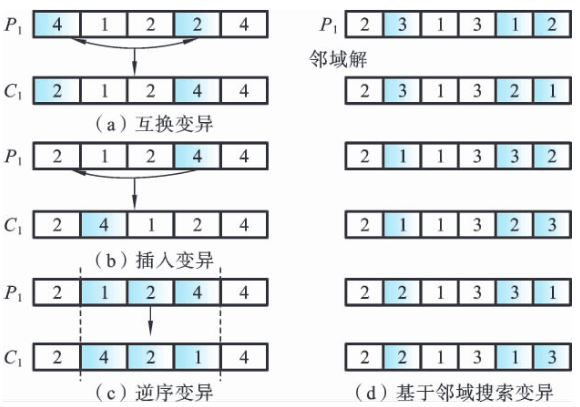 P₁ 4 1 2 2 4
C₁ 2 1 2 4 4
（a）互换变异
P₁ 2 1 2 4 4
C₁ 2 4 1 2 4
（b）插入变异
P₁ 2 1 2 4 4
C₁ 2 4 2 1 4
（c）逆序变异
P₁ 2 3 1 3 1 2
邻域解
2 3 1 3 2 1
2 1 1 3 3 2
2 1 1 3 2 3
2 2 1 3 3 1
2 2 1 3 1 3
（d）基于邻域搜索变异